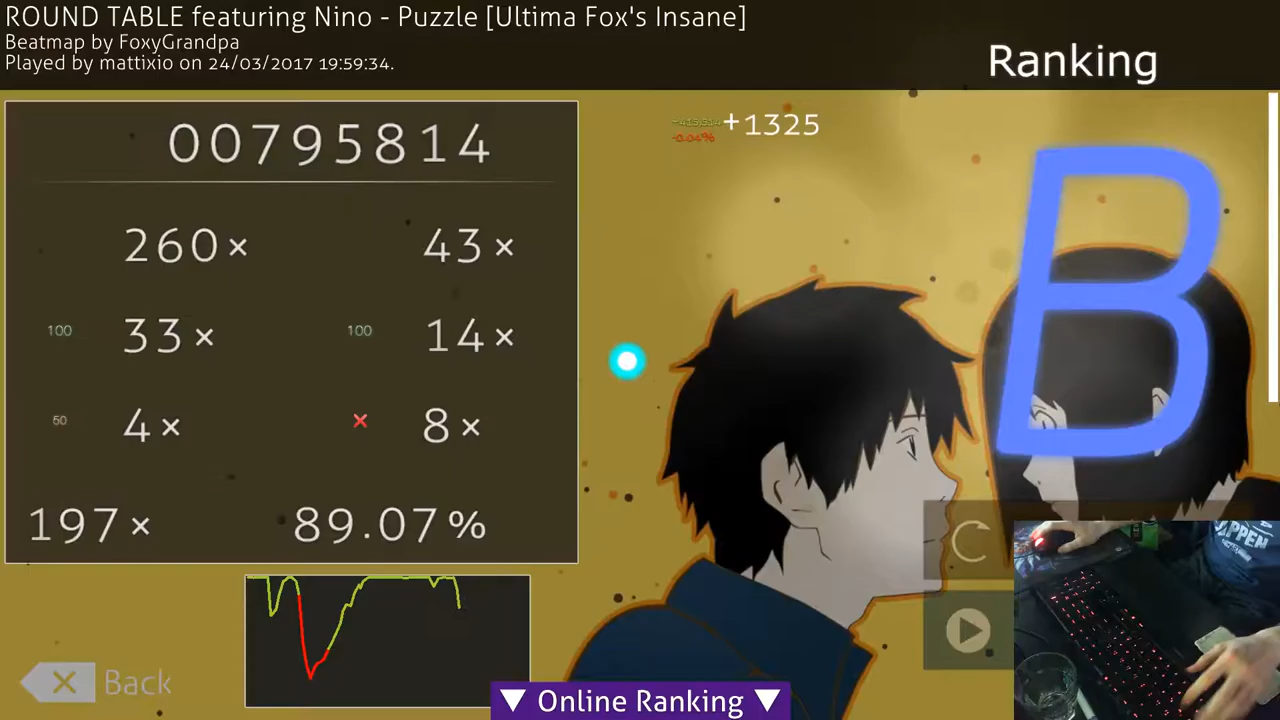 ROUND TABLE featuring Nino - Puzzle [Ultima Fox's Insane]
Beatmap by FoxyGrandpa
Played by mattixio on 24/03/2017 19:59:34.
Ranking
00795814
+1325
-0.04%
260×
43×
100
33×
100
14×
50
4×
×
8×
197×
89.07%
B
Back
▼ Online Ranking ▼